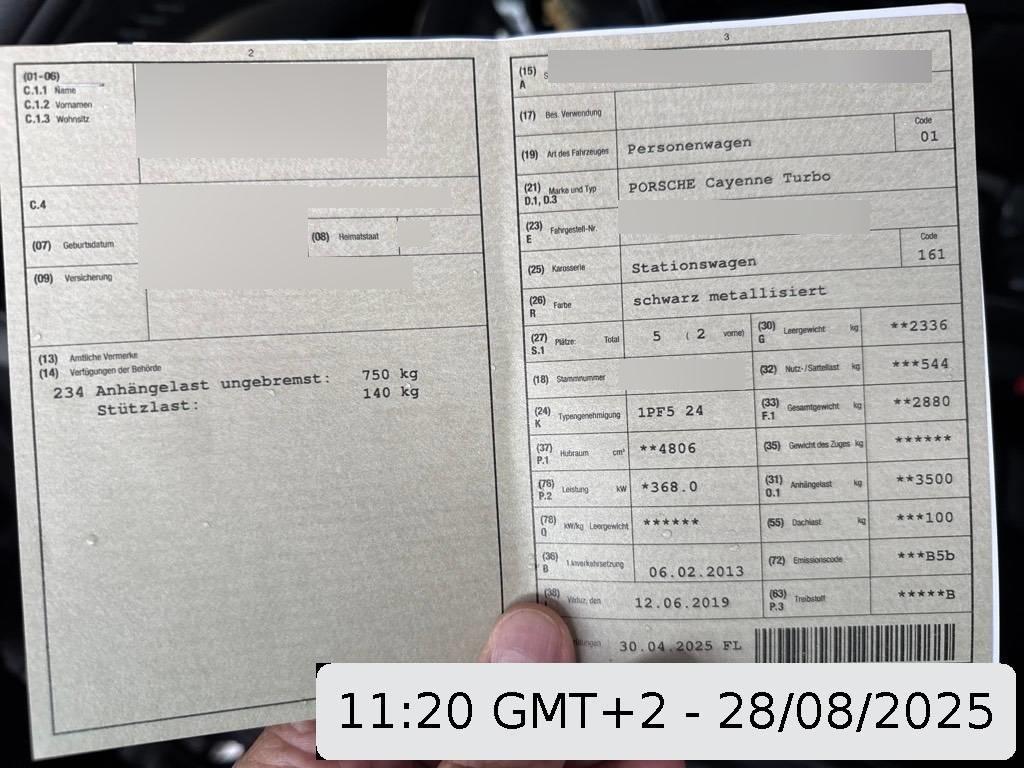 2
(01-06)
C.1.1 Name
C.1.2 Vornamen
C.1.3 Wohnsitz
C.4
(07) Geburtsdatum
(08) Heimatstaat
(09) Versicherung
(13) Amtliche Vermerke
(14) Verfügungen der Behörde
234 Anhängelast ungebremst: 750 kg
Stützlast: 140 kg
3
(15) S
A
(17) Bes. Verwendung
(19) Art des Fahrzeuges Personenwagen Code 01
(21) Marke und Typ PORSCHE Cayenne Turbo
D.1, D.3
(23) Fahrgestell-Nr.
E
(25) Karosserie Stationswagen Code 161
(26) Farbe schwarz metallisiert
R
(27) Plätze: Total 5 ( 2 vorne)
S.1
(30) Leergewicht kg **2336
G
(18) Stammnummer
(32) Nutz-/Sattellast kg ***544
(24) Typengenehmigung 1PF5 24
K
(33) Gesamtgewicht kg **2880
F.1
(37) Hubraum cm³ **4806
P.1
(35) Gewicht des Zuges kg ******
(76) Leistung kW *368.0
P.2
(31) Anhängelast kg **3500
O.1
(78) kW/kg Leergewicht ******
Q
(55) Dachlast kg ***100
(36) 1.Inverkehrsetzung 06.02.2013
B
(72) Emissionscode ***B5b
(38) Vaduz, den 12.06.2019
(63) Treibstoff *****B
P.3
30.04.2025 FL
11:20 GMT+2 - 28/08/2025